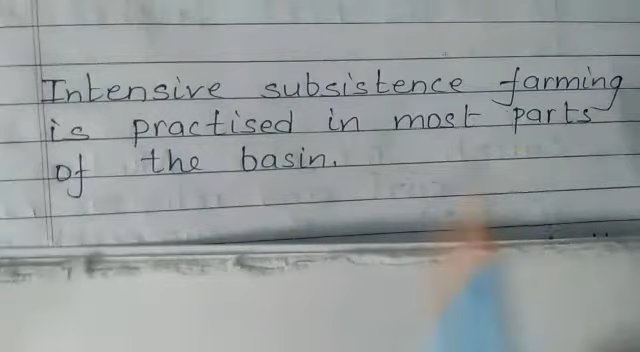 Intensive subsistence farming
is practised in most parts
of the basin.